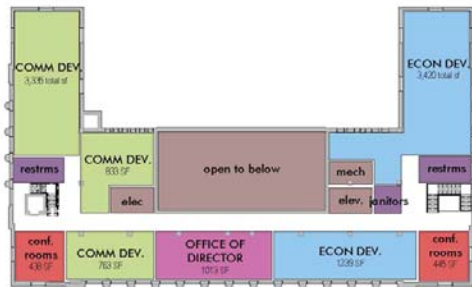 COMM DEV.
3,335 total sf
ECON DEV.
3,420 total sf
restrms
COMM DEV.
833 SF
open to below
mech
restrms
elec
elev.
janitors
conf.
rooms
438 SF
COMM DEV.
763 SF
OFFICE OF
DIRECTOR
1013 SF
ECON DEV.
1239 SF
conf.
rooms
445 SF